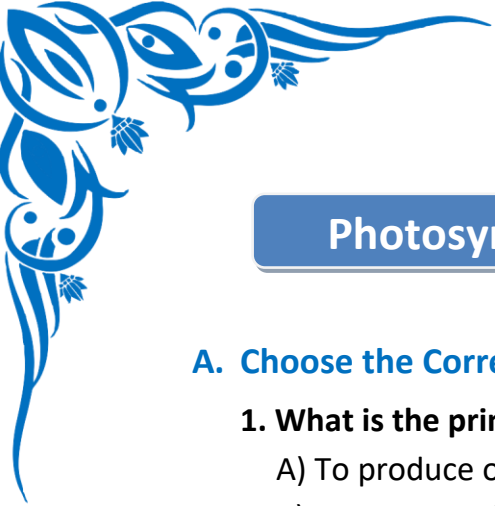 Photosy
A. Choose the Corre
1. What is the prin
A) To produce o